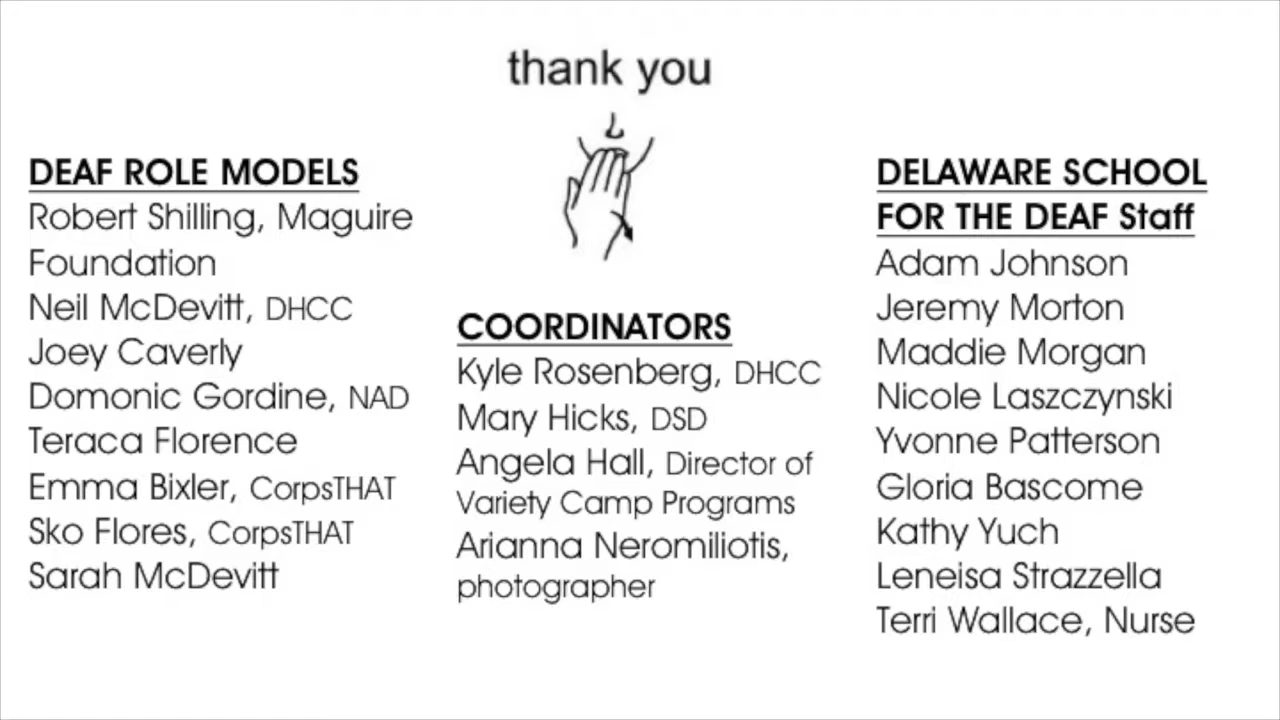 thank you
DEAF ROLE MODELS
Robert Shilling, Maguire
Foundation
Neil McDevitt, DHCC
Joey Caverly
Domonic Gordine, NAD
Teraca Florence
Emma Bixler, CorpsTHAT
Sko Flores, CorpsTHAT
Sarah McDevitt
COORDINATORS
Kyle Rosenberg, DHCC
Mary Hicks, DSD
Angela Hall, Director of
Variety Camp Programs
Arianna Neromiliotis,
photographer
DELAWARE SCHOOL
FOR THE DEAF Staff
Adam Johnson
Jeremy Morton
Maddie Morgan
Nicole Laszczynski
Yvonne Patterson
Gloria Bascome
Kathy Yuch
Leneisa Strazzella
Terri Wallace, Nurse